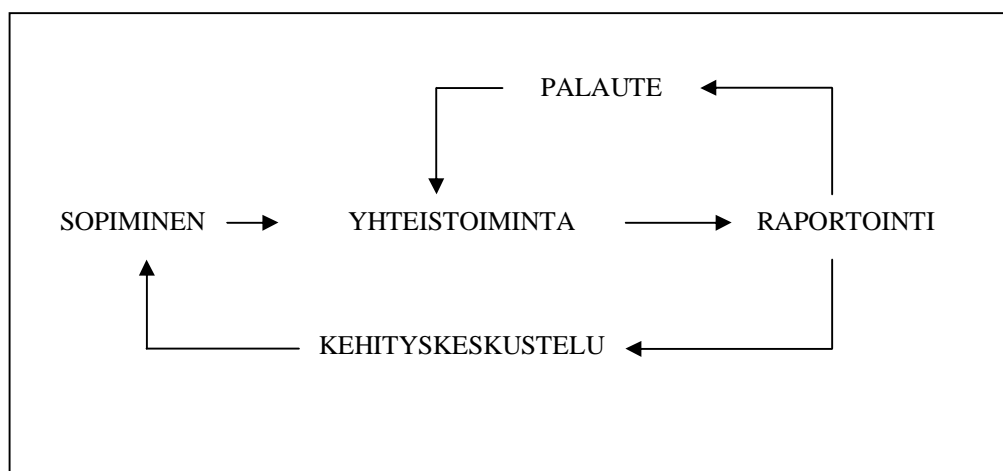 PALAUTE
SOPIMINEN YHTEISTOIMINTA RAPORTOINTI
KEHITYSKESKUSTELU